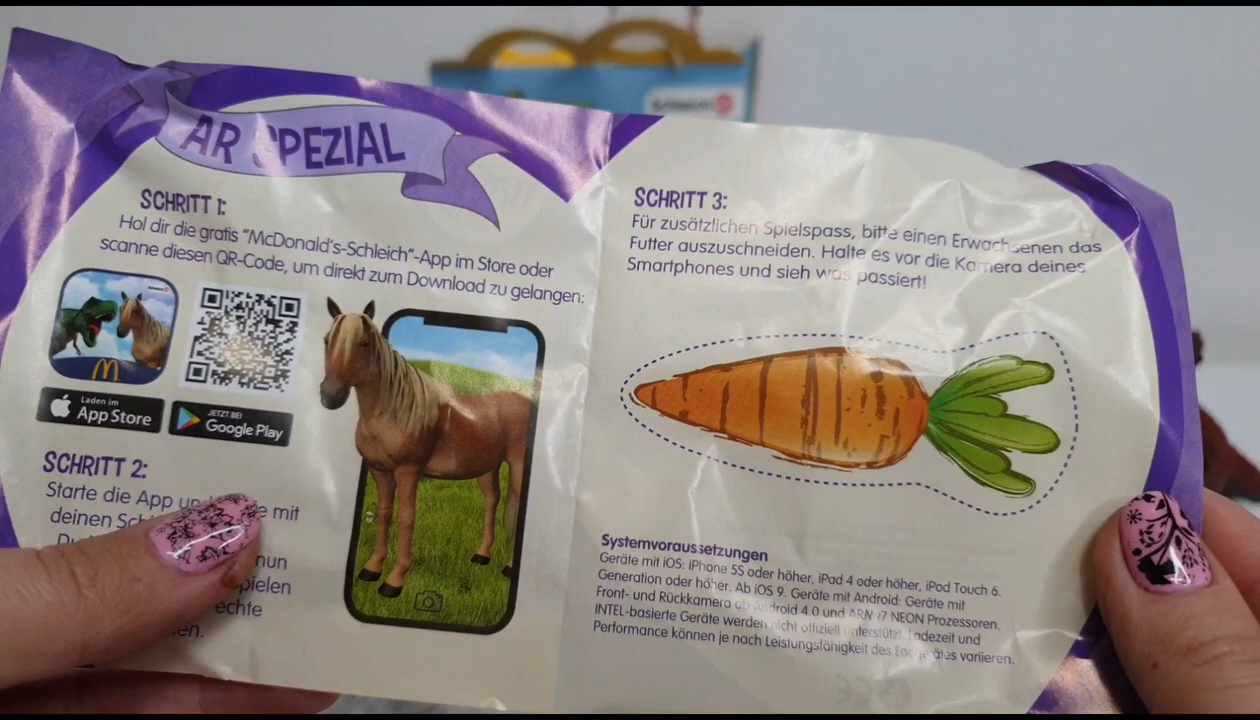 AR SPEZIAL
SCHRITT 1:
Hol dir die gratis "McDonald's-Schleich"-App im Store oder
scanne diesen QR-Code, um direkt zum Download zu gelangen:
Laden im
App Store
JETZT BEI
Google Play
SCHRITT 2:
Starte die App und mit
deinen
nun
echte
SCHRITT 3:
Für zusätzlichen Spielspass, bitte einen Erwachsenen das
Futter auszuschneiden. Halte es vor die Kamera deines
Smartphones und sieh was passiert!
Systemvoraussetzungen
Geräte mit iOS: iPhone 5S oder höher, iPad 4 oder höher, iPod Touch 6.
Generation oder höher. Ab iOS 9. Geräte mit Android: Geräte mit
Front- und Rückkamera ab Android 4.0 und ARM v7 NEON Prozessoren.
INTEL-basierte Geräte werden nicht offiziell unterstützt. Ladezeit und
Performance können je nach Leistungsfähigkeit des Endgerätes variieren.